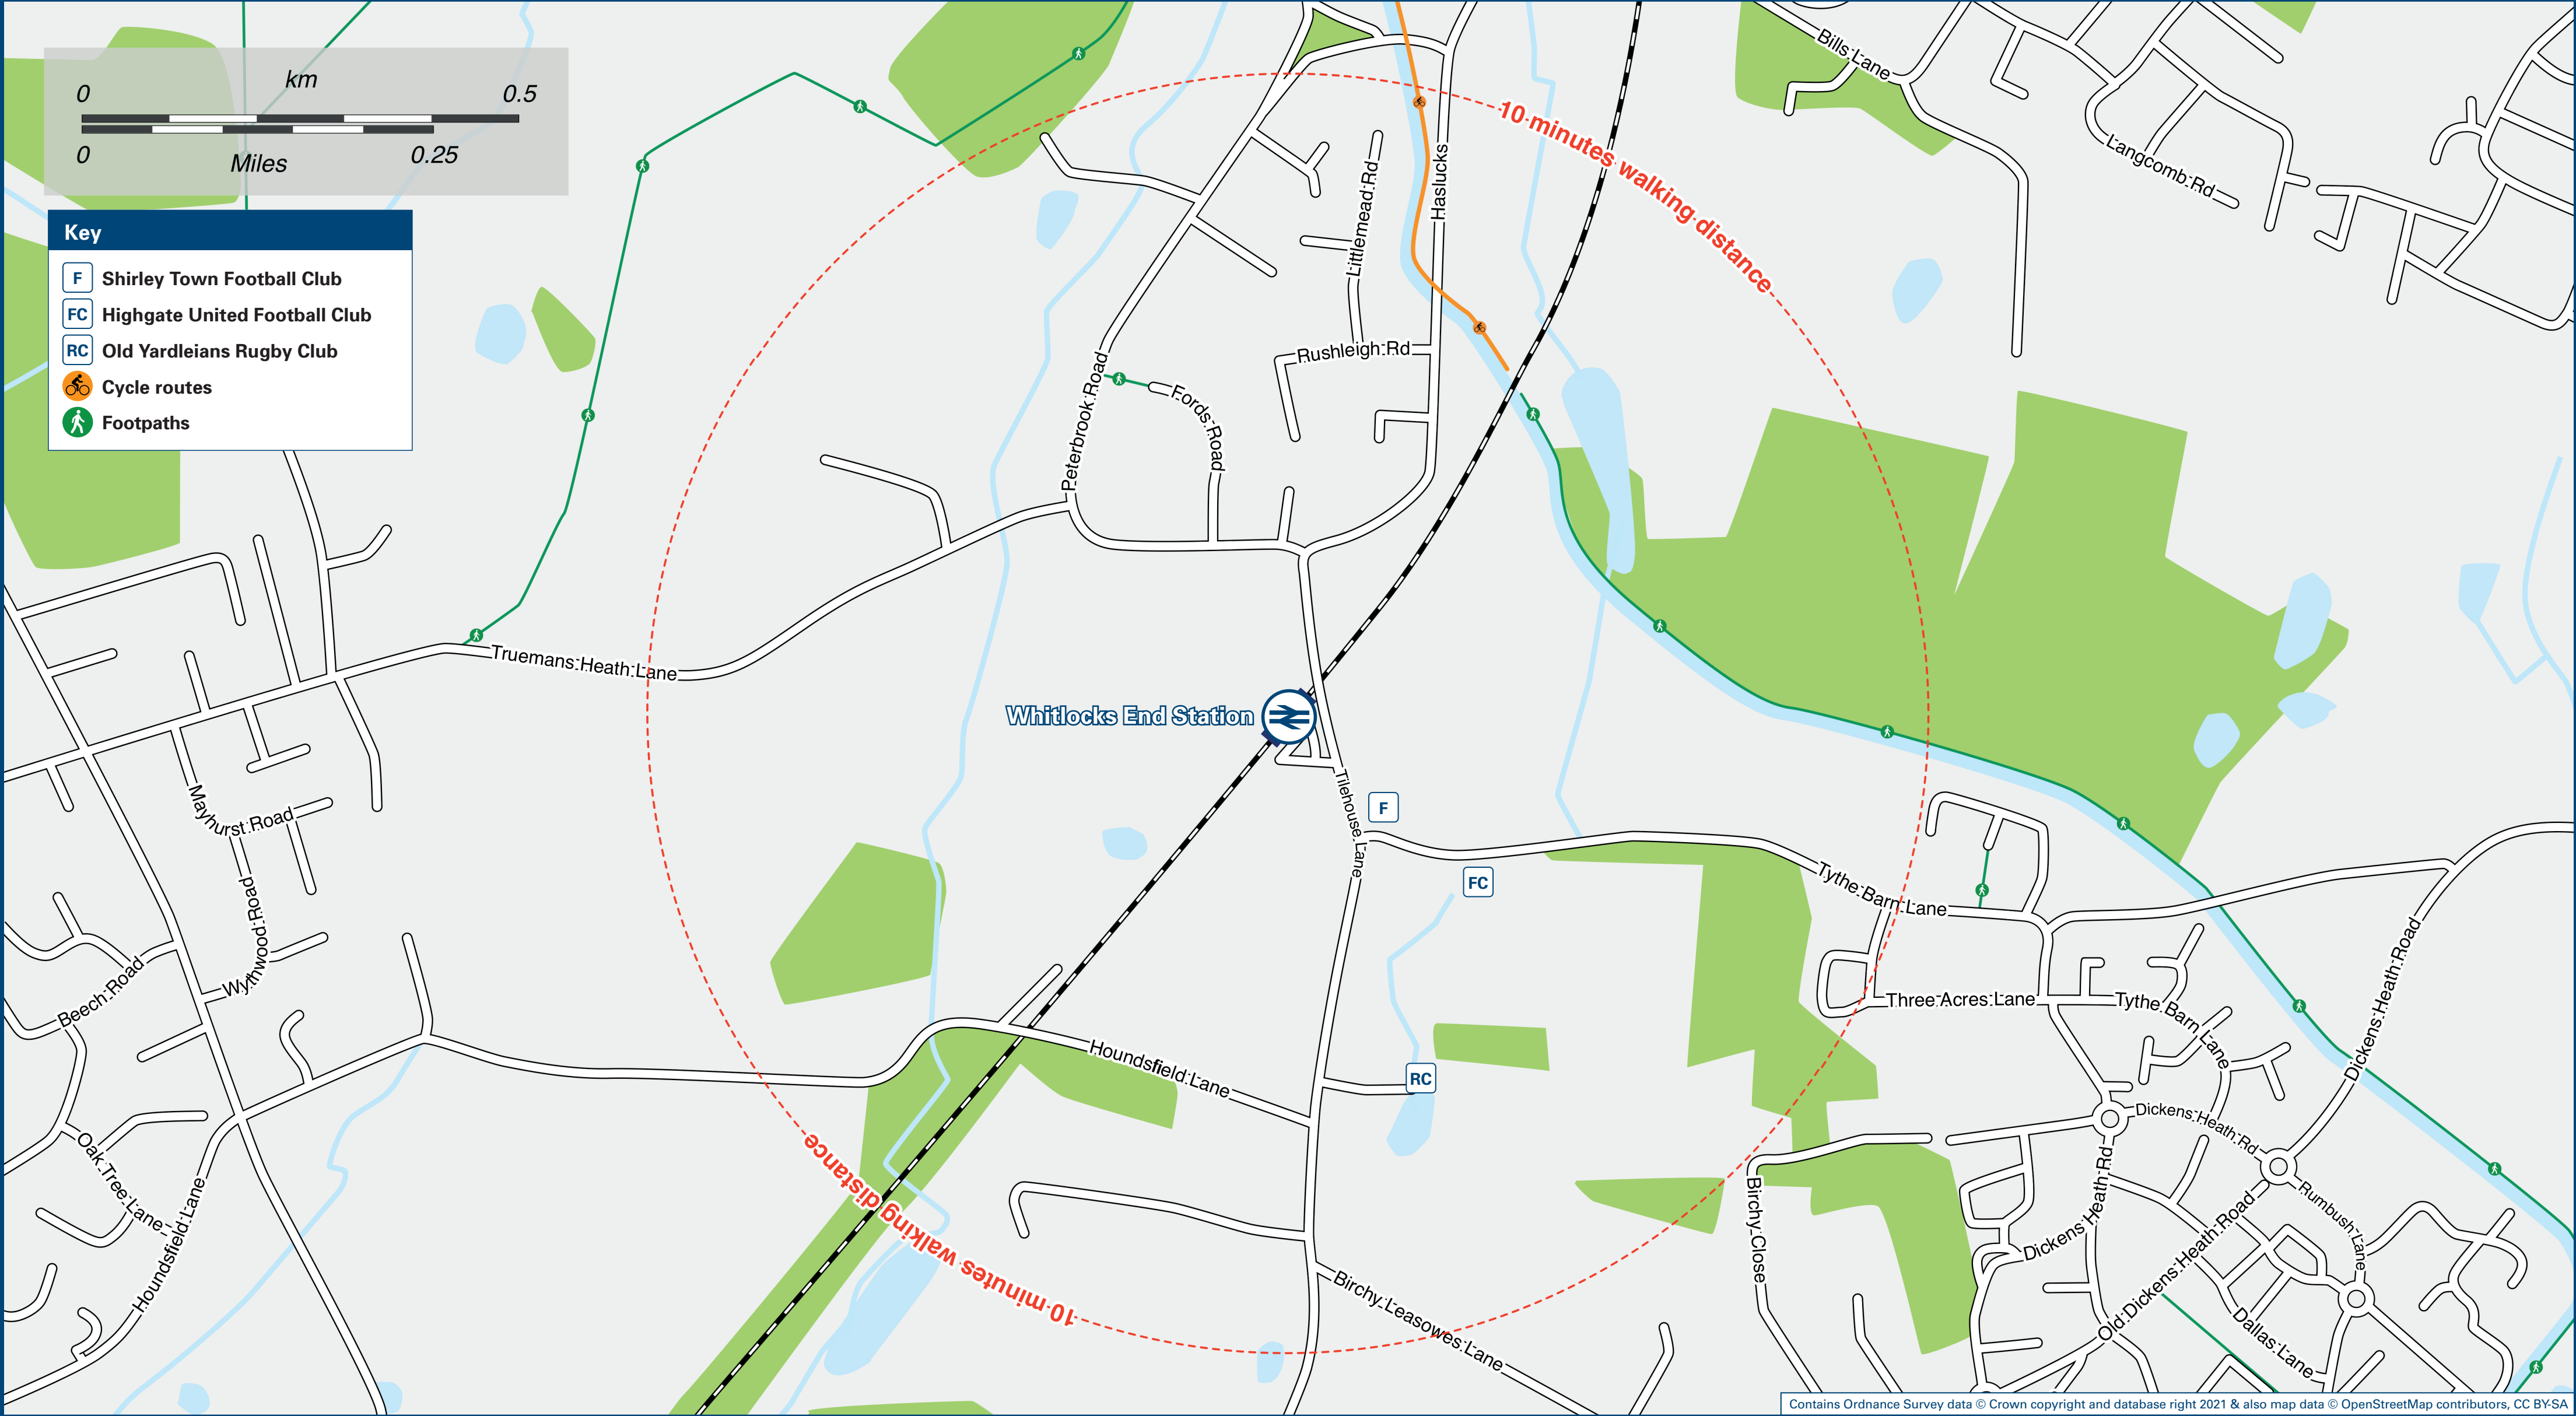 km
0 0.5
0 Miles 0.25
Key
F Shirley Town Football Club
FC Highgate United Football Club
RC Old Yardleians Rugby Club
Cycle routes
Footpaths
Bills Lane
Langcomb Rd
10 minutes walking distance
Haslucks
Littlemead Rd
Rushleigh Rd
Peterbrook Road
Fords Road
Truemans Heath Lane
Whitlocks End Station
Tilehouse Lane
F
FC
Tythe Barn Lane
Mayhurst Road
Wythwood Road
Beech Road
Oak Tree Lane
Houndsfield Lane
Houndsfield Lane
RC
Three Acres Lane
Tythe Barn Lane
Dickens Heath Road
Dickens Heath Rd
Dickens Heath Rd
Rumbush Lane
Old Dickens Heath Road
Dallas Lane
Birchy Close
Birchy Leasowes Lane
10 minutes walking distance
Contains Ordnance Survey data © Crown copyright and database right 2021 & also map data © OpenStreetMap contributors, CC BY-SA